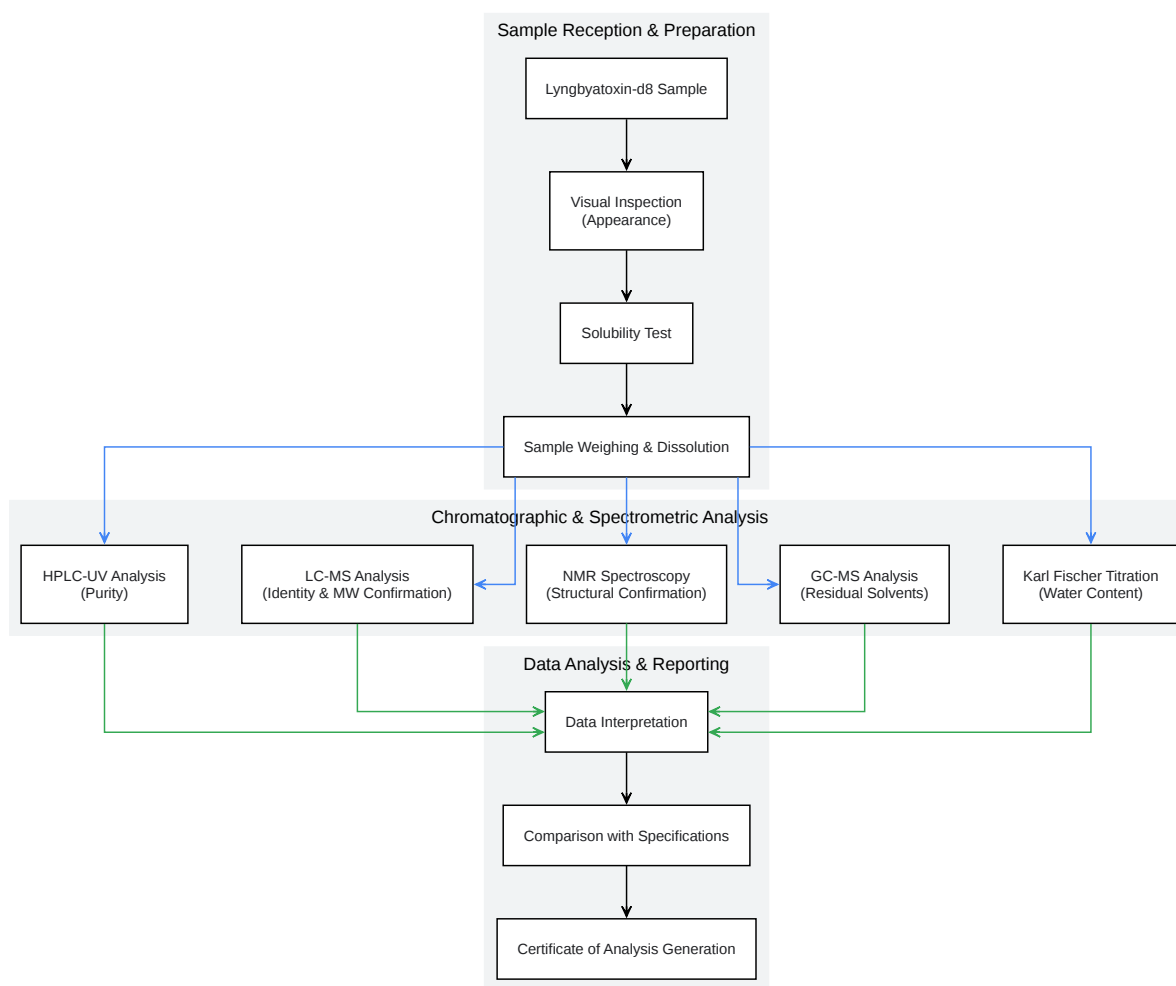 Sample Reception & Preparation
Lyngbyatoxin-d8 Sample
Visual Inspection
(Appearance)
Solubility Test
Sample Weighing & Dissolution
Chromatographic & Spectrometric Analysis
HPLC-UV Analysis
(Purity)
LC-MS Analysis
(Identity & MW Confirmation)
NMR Spectroscopy
(Structural Confirmation)
GC-MS Analysis
(Residual Solvents)
Karl Fischer Titration
(Water Content)
Data Analysis & Reporting
Data Interpretation
Comparison with Specifications
Certificate of Analysis Generation